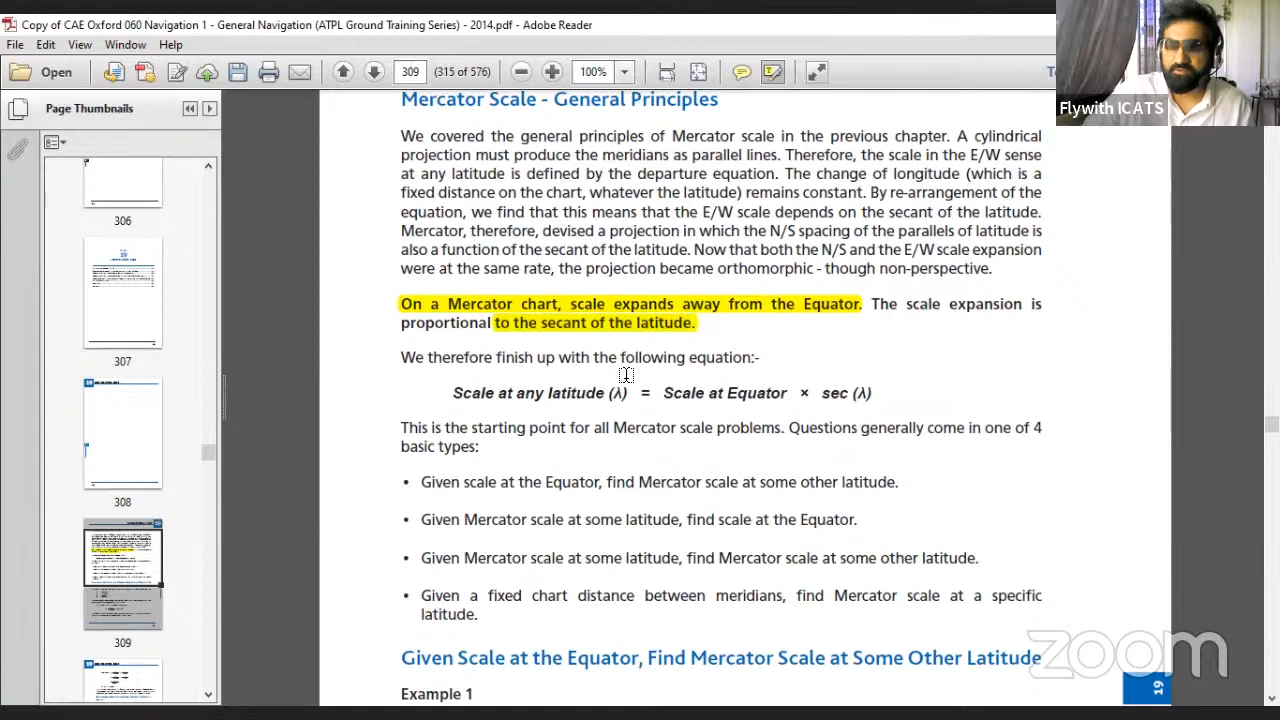 Copy of CAE Oxford 060 Navigation 1 - General Navigation (ATPL Ground Training Series) - 2014.pdf - Adobe Reader
File Edit View Window Help
Open 309 (315 of 576) 100%
Page Thumbnails
306
307
308
309
Flywith ICATS
Mercator Scale - General Principles
We covered the general principles of Mercator scale in the previous chapter. A cylindrical
projection must produce the meridians as parallel lines. Therefore, the scale in the E/W sense
at any latitude is defined by the departure equation. The change of longitude (which is a
fixed distance on the chart, whatever the latitude) remains constant. By re-arrangement of the
equation, we find that this means that the E/W scale depends on the secant of the latitude.
Mercator, therefore, devised a projection in which the N/S spacing of the parallels of latitude is
also a function of the secant of the latitude. Now that both the N/S and the E/W scale expansion
were at the same rate, the projection became orthomorphic - though non-perspective.
On a Mercator chart, scale expands away from the Equator. The scale expansion is
proportional to the secant of the latitude.
We therefore finish up with the following equation:-
Scale at any latitude (λ) = Scale at Equator × sec (λ)
This is the starting point for all Mercator scale problems. Questions generally come in one of 4
basic types:
• Given scale at the Equator, find Mercator scale at some other latitude.
• Given Mercator scale at some latitude, find scale at the Equator.
• Given Mercator scale at some latitude, find Mercator scale at some other latitude.
• Given a fixed chart distance between meridians, find Mercator scale at a specific
latitude.
Given Scale at the Equator, Find Mercator Scale at Some Other Latitude
Example 1
19
zoom